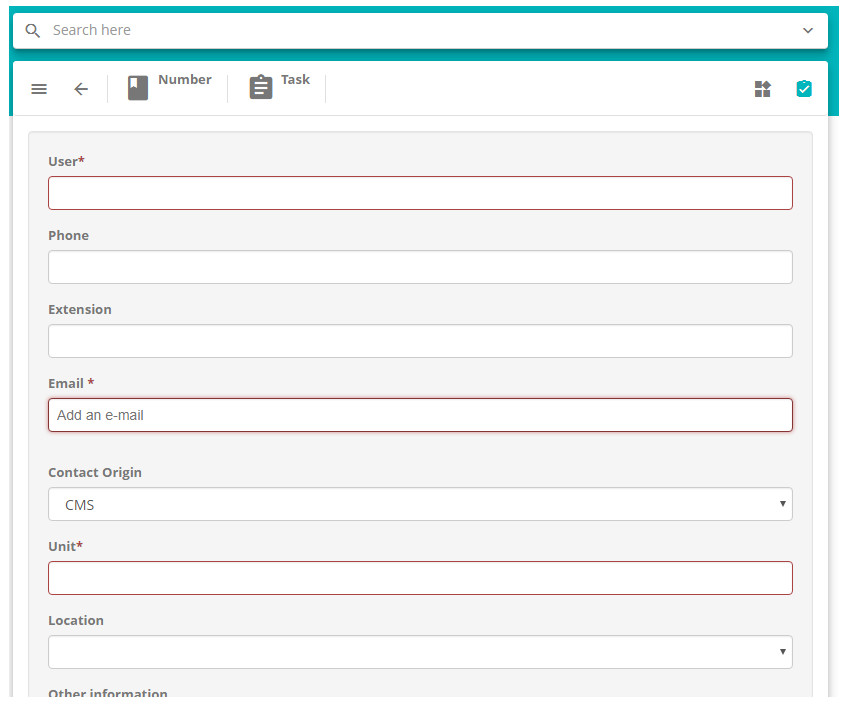 Search here
Number
Task
User*
Phone
Extension
Email *
Add an e-mail
Contact Origin
CMS
Unit*
Location
Other information